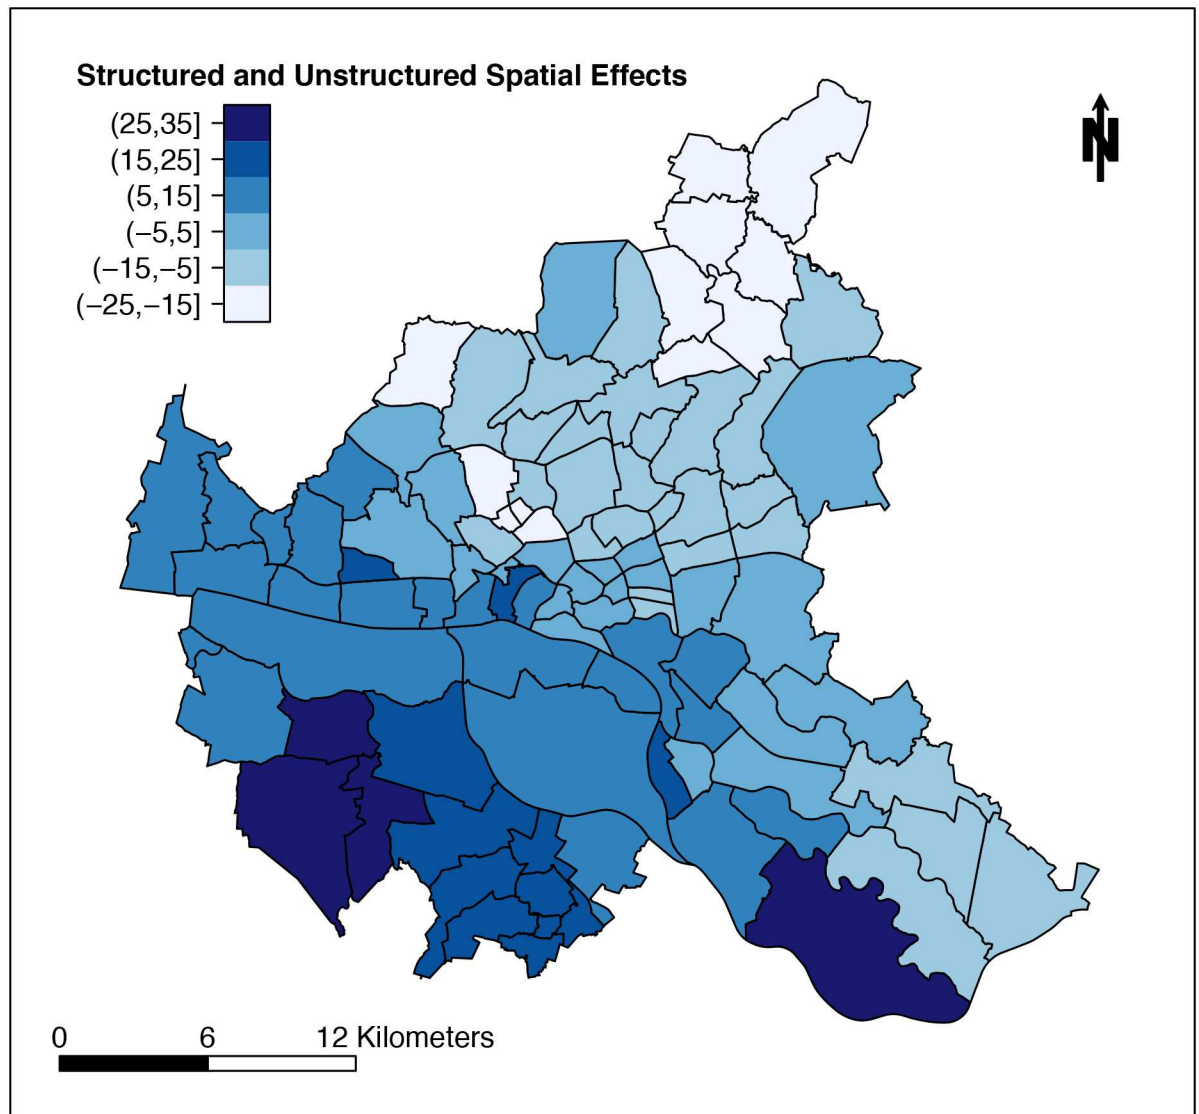 Structured and Unstructured Spatial Effects
(25,35]
(15,25]
(5,15]
(−5,5]
(−15,−5]
(−25,−15]
N
0 6 12 Kilometers